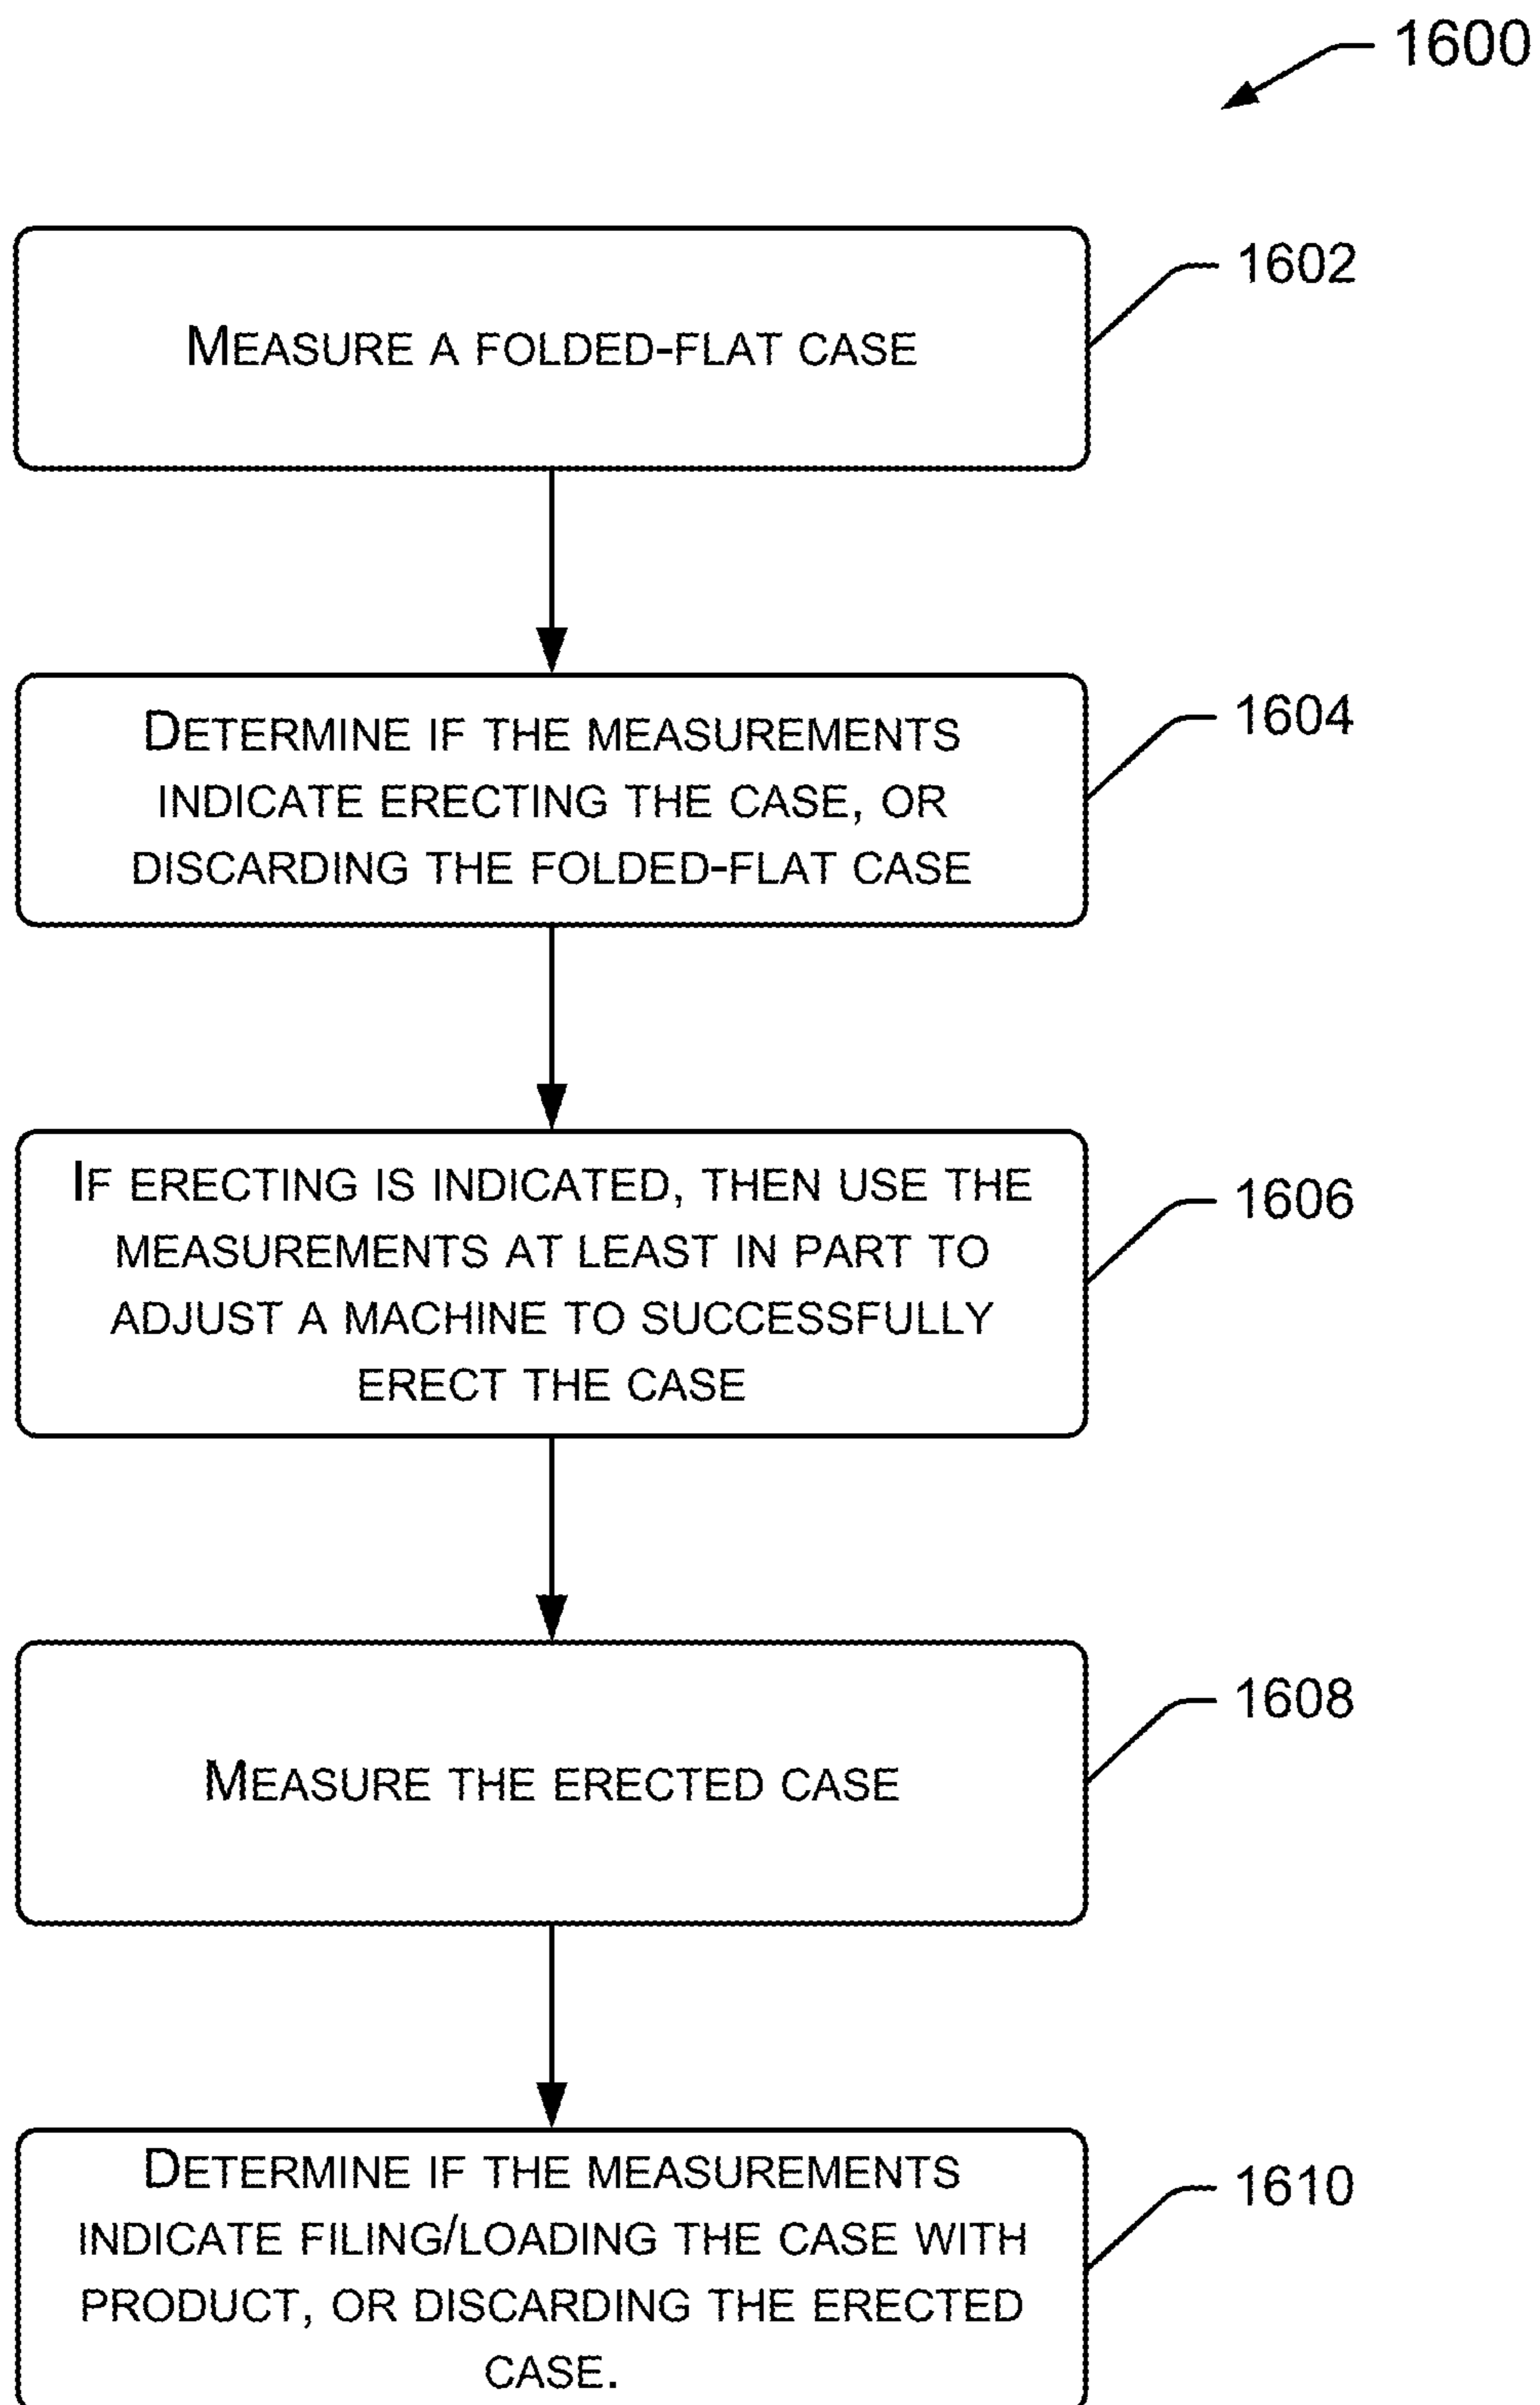 1600
MEASURE A FOLDED-FLAT CASE
1602
DETERMINE IF THE MEASUREMENTS
INDICATE ERECTING THE CASE, OR
DISCARDING THE FOLDED-FLAT CASE
1604
IF ERECTING IS INDICATED, THEN USE THE
MEASUREMENTS AT LEAST IN PART TO
ADJUST A MACHINE TO SUCCESSFULLY
ERECT THE CASE
1606
MEASURE THE ERECTED CASE
1608
DETERMINE IF THE MEASUREMENTS
INDICATE FILING/LOADING THE CASE WITH
PRODUCT, OR DISCARDING THE ERECTED
CASE.
1610